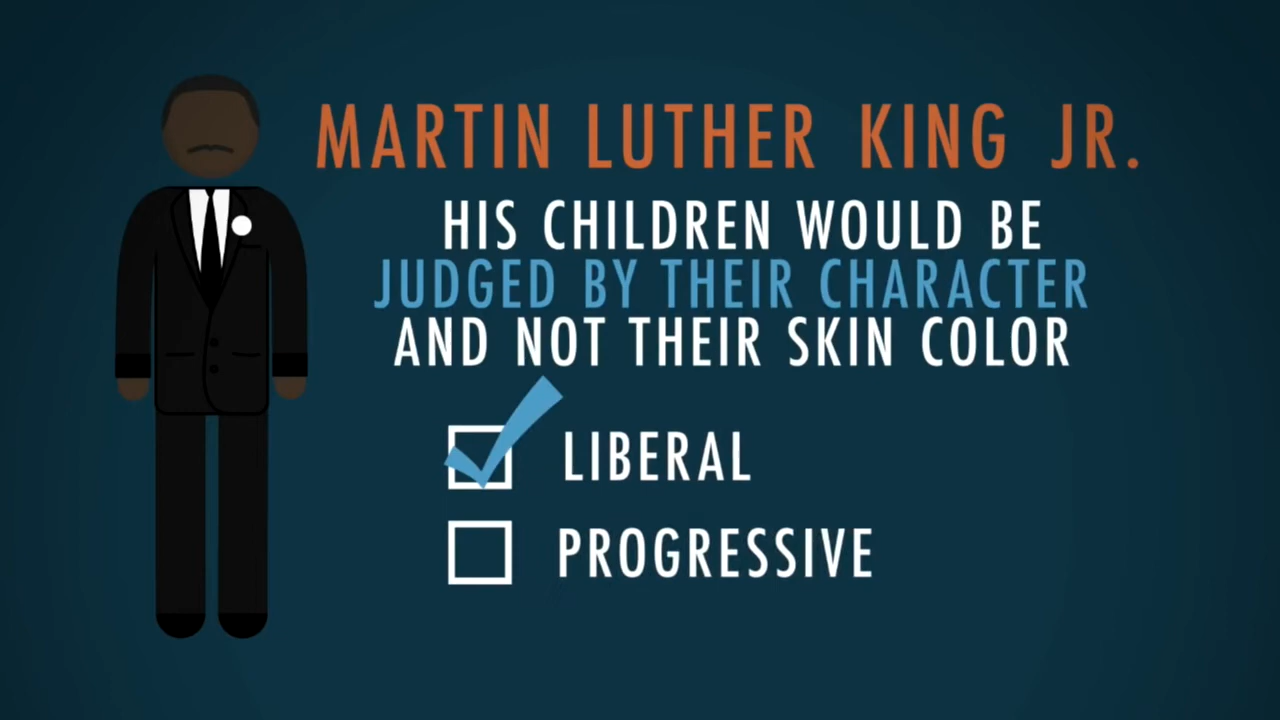 MARTIN LUTHER KING JR.
HIS CHILDREN WOULD BE
JUDGED BY THEIR CHARACTER
AND NOT THEIR SKIN COLOR
LIBERAL
PROGRESSIVE